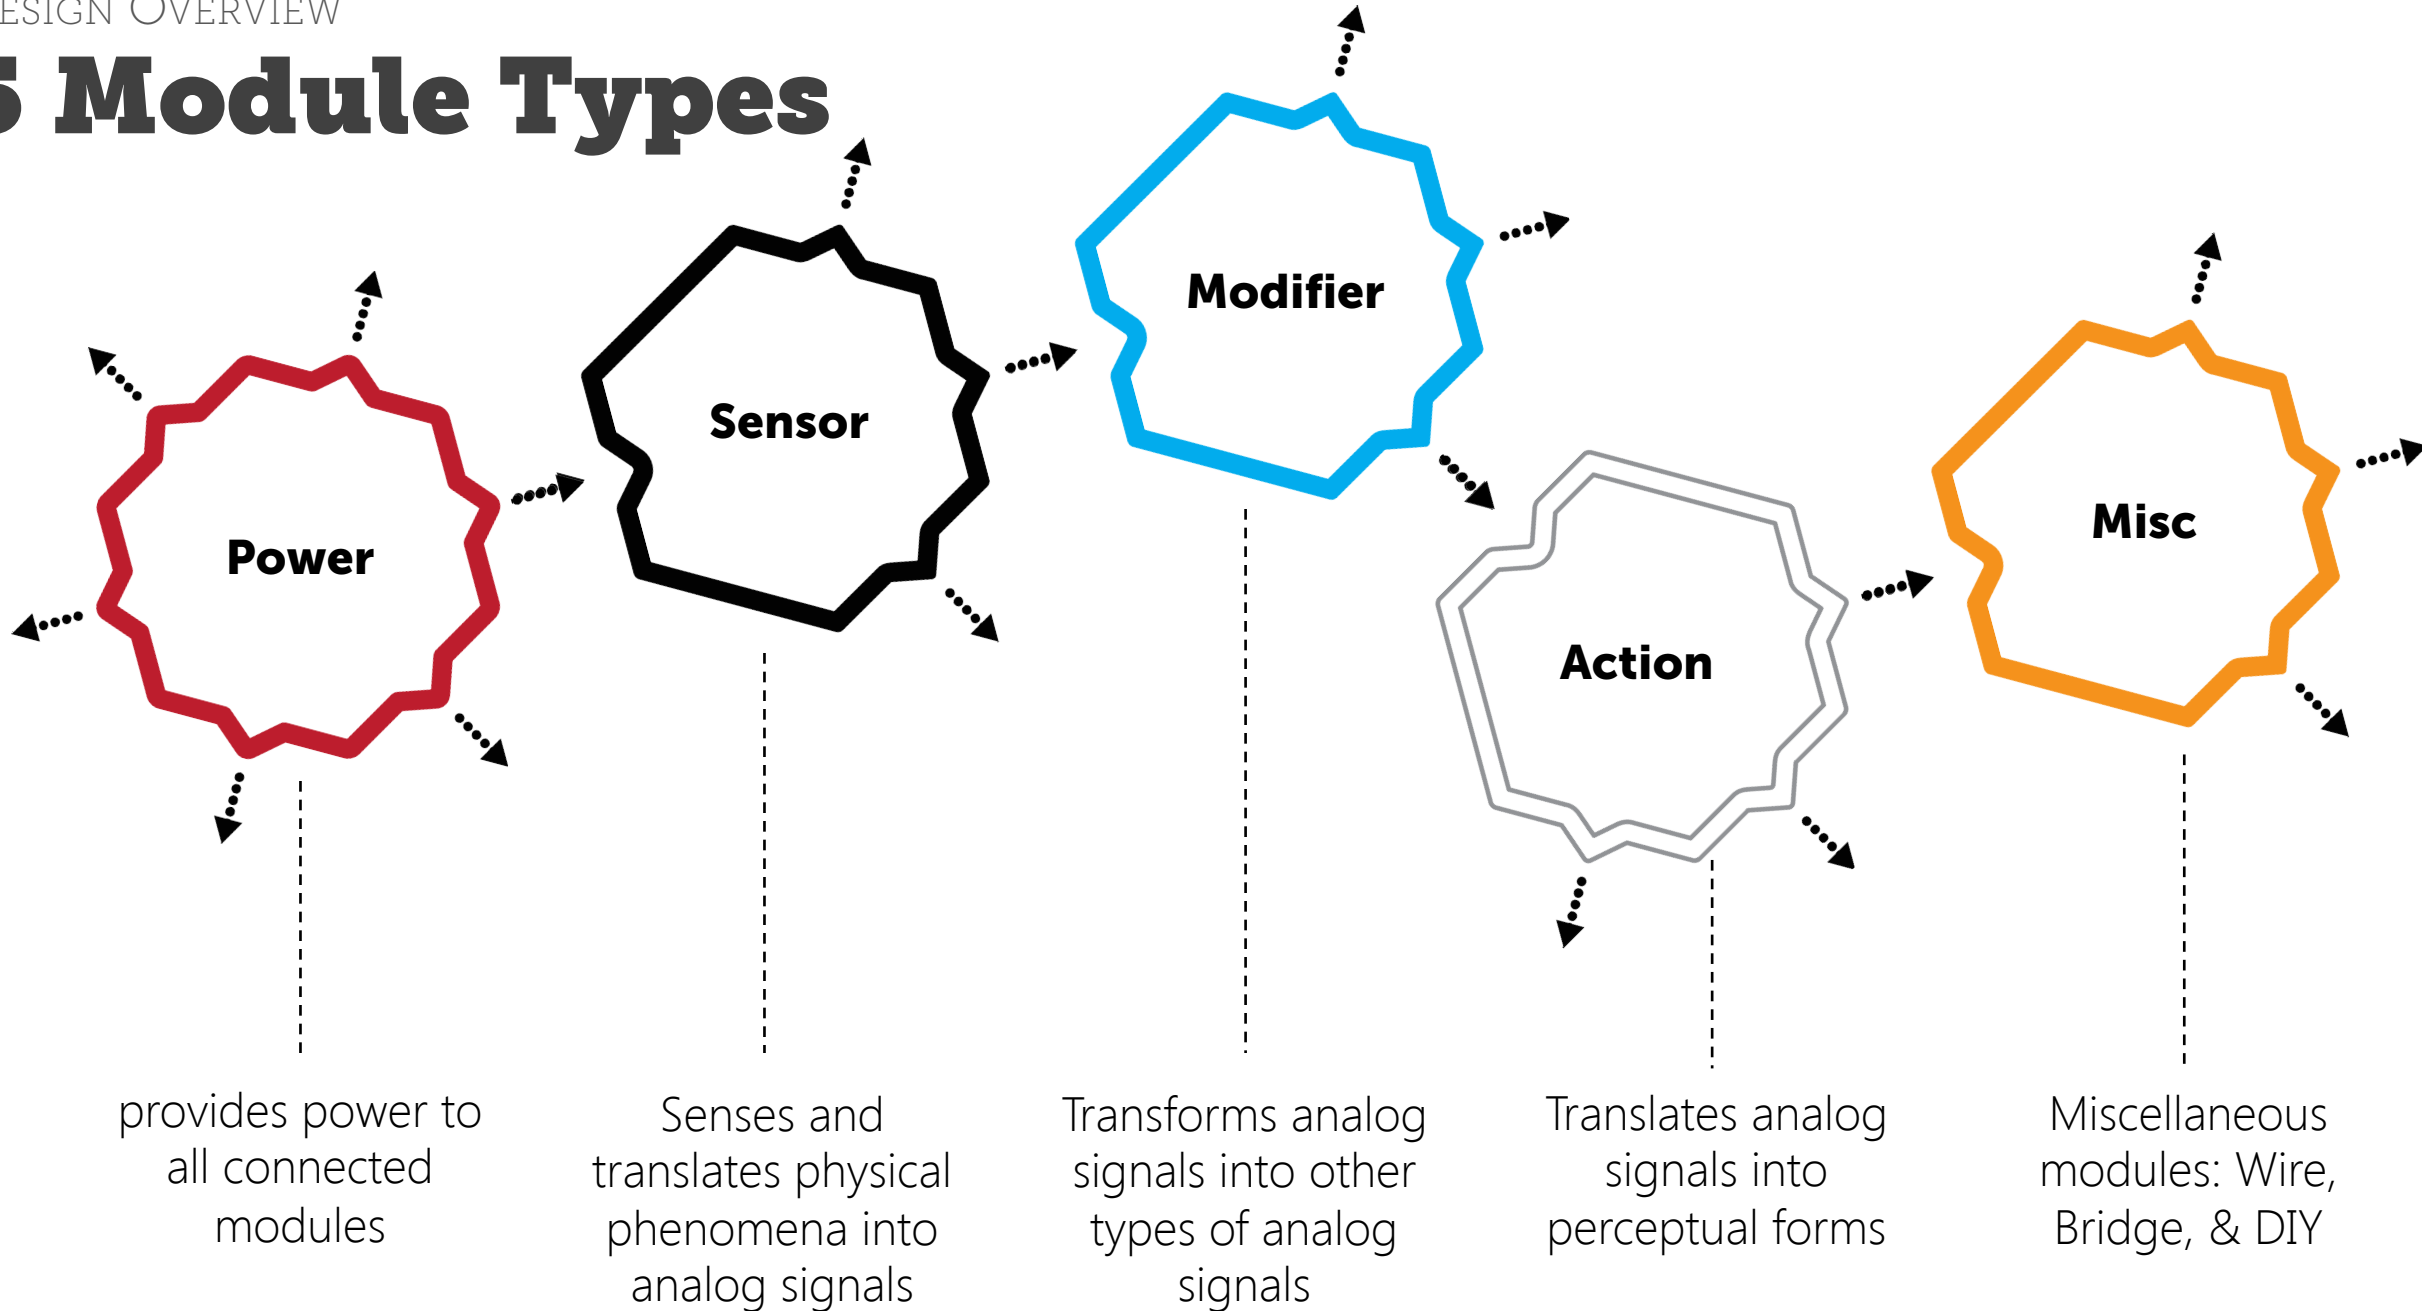 ESIGN OVERVIEW
5 Module Types
Modifier
Sensor
Misc
Power
Action
provides power to
all connected
modules
Senses and
translates physical
phenomena into
analog signals
Transforms analog
signals into other
types of analog
signals
Translates analog
signals into
perceptual forms
Miscellaneous
modules: Wire,
Bridge, & DIY